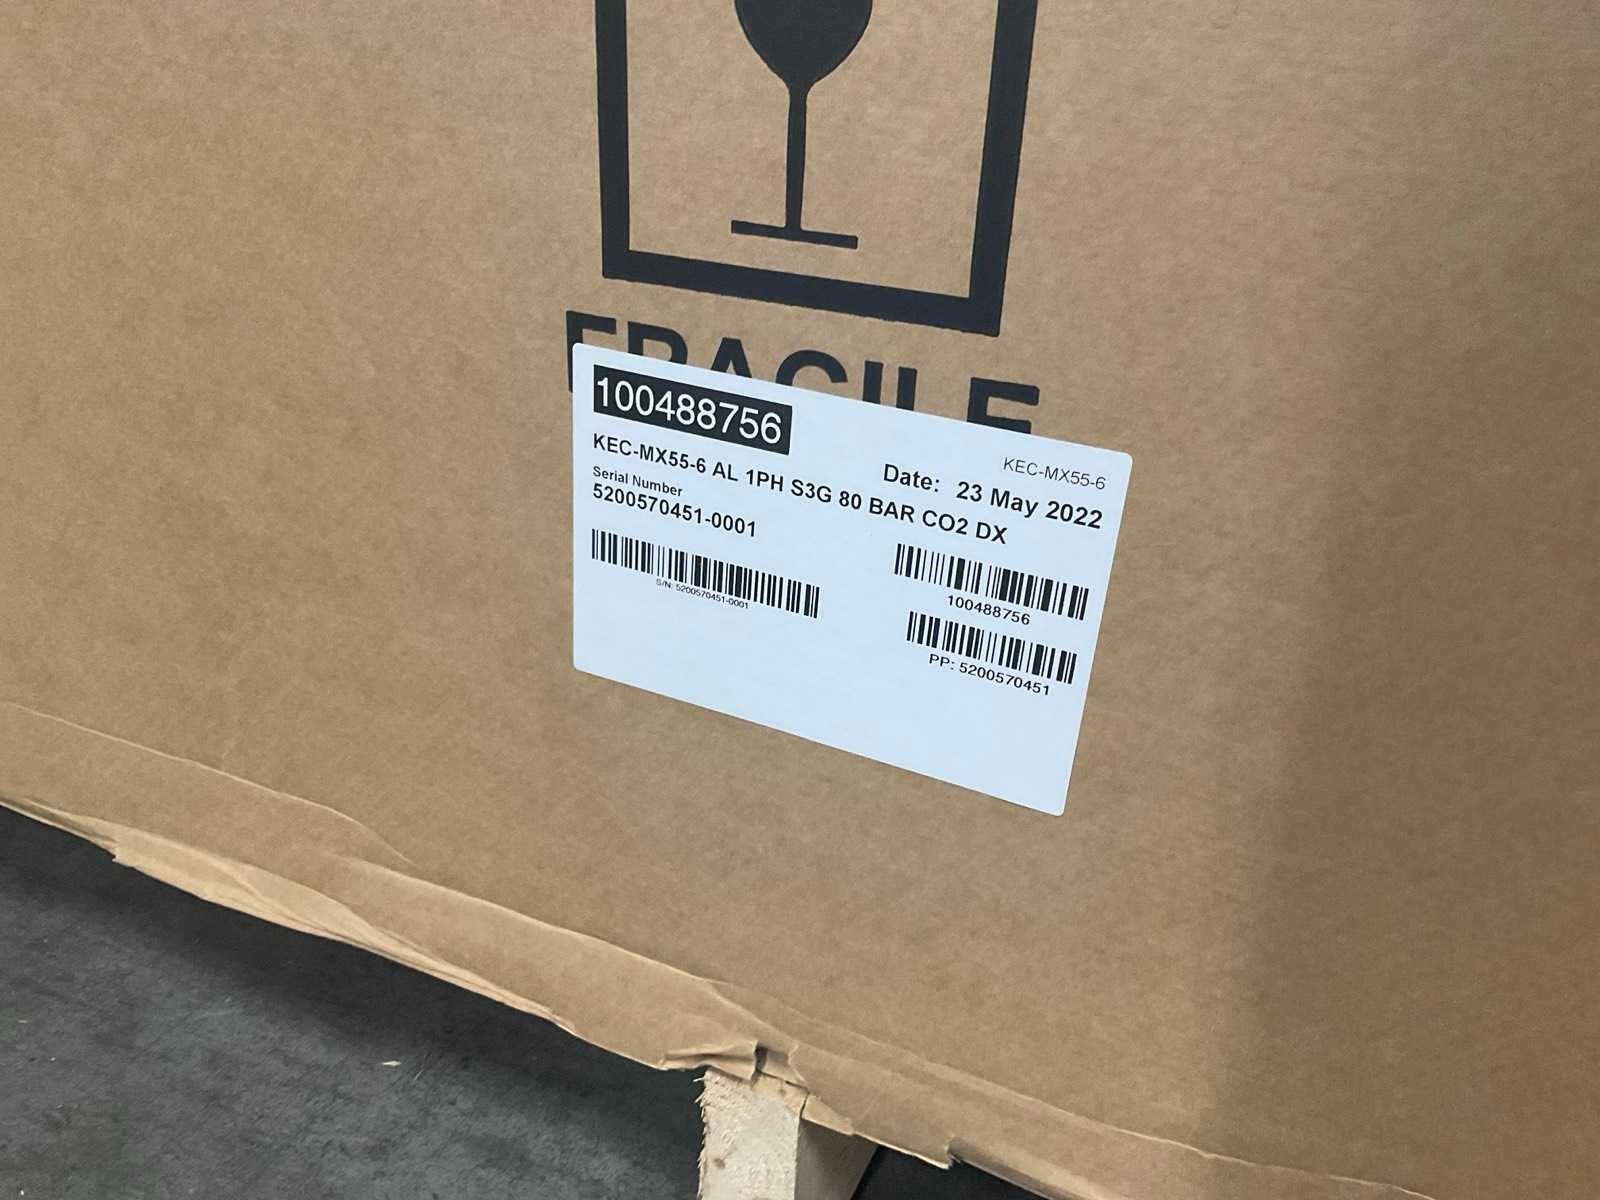 FRAGILE
100488756
KEC-MX55-6
Date: 23 May 2022
KEC-MX55-6 AL 1PH S3G 80 BAR CO2 DX
Serial Number
5200570451-0001
S/N: 5200570451-0001
100488756
PP: 5200570451